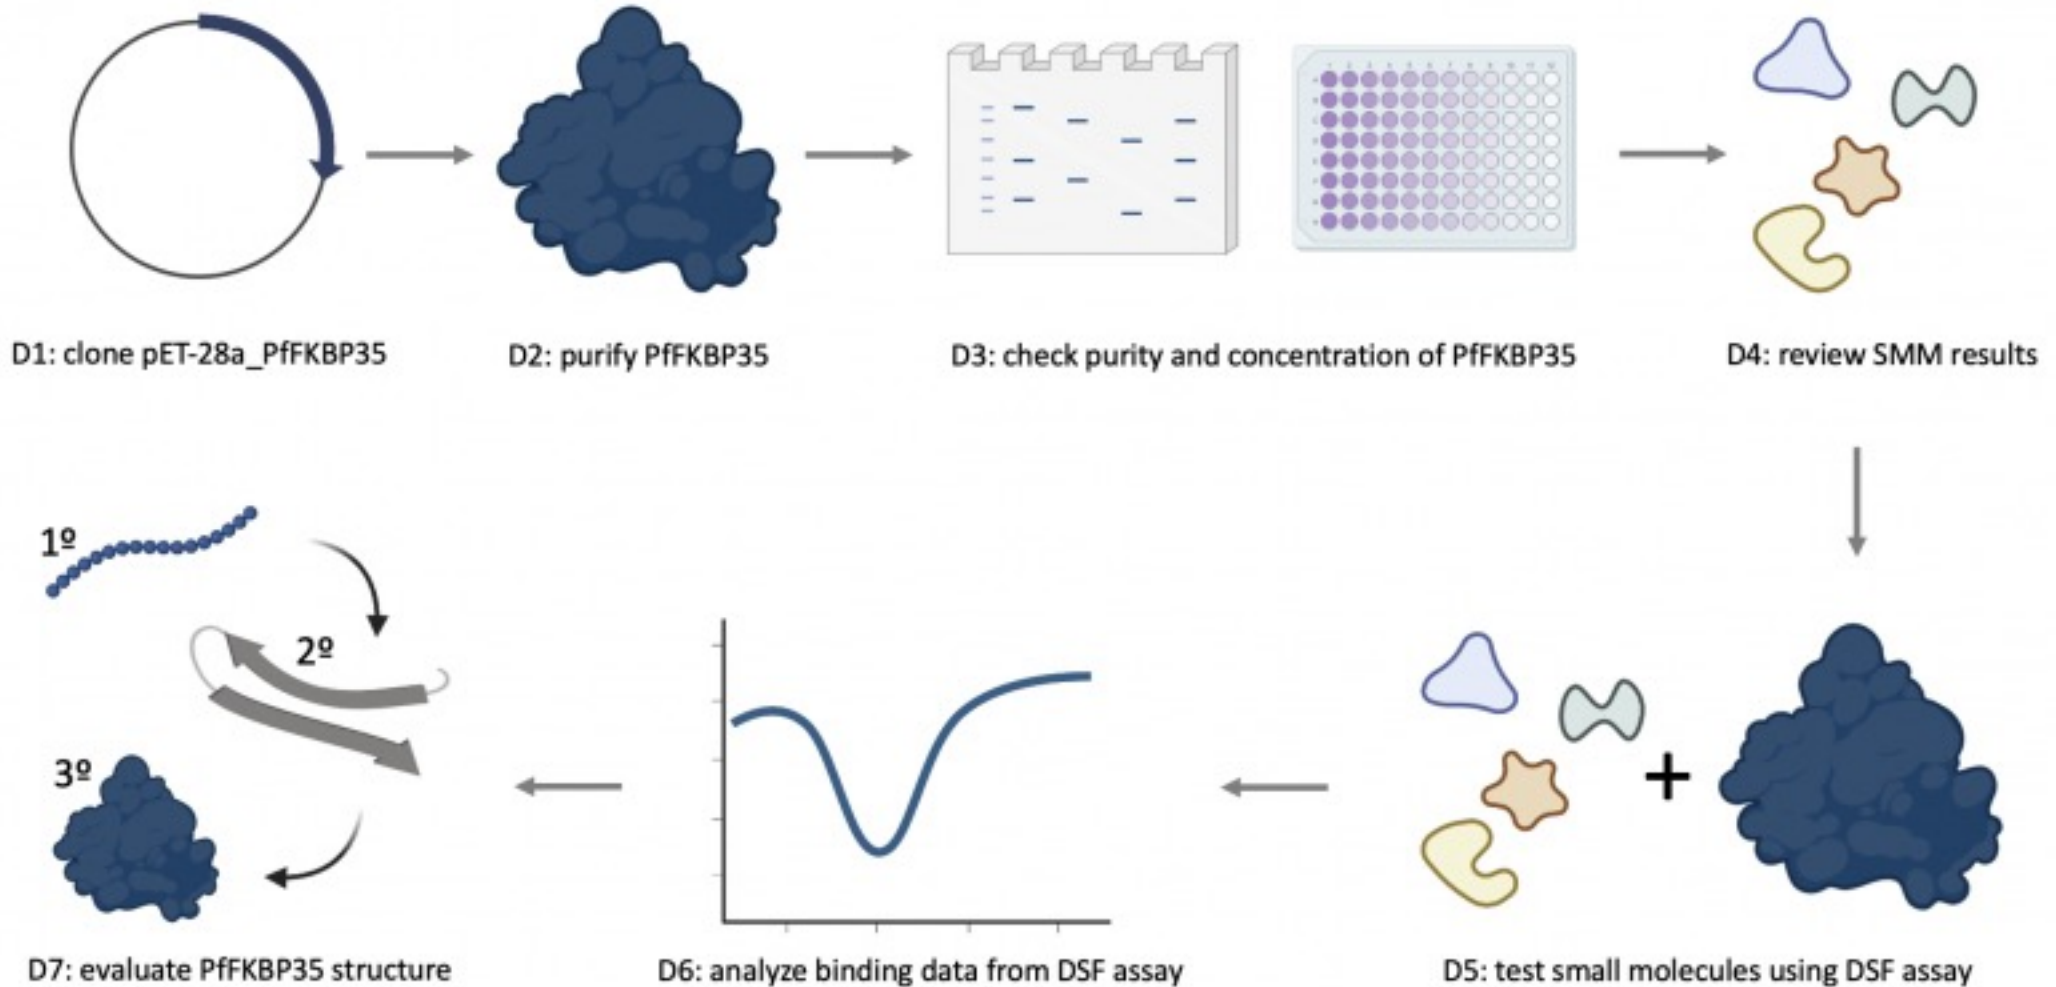 D1: clone pET-28a_PfFKBP35
D2: purify PfFKBP35
D3: check purity and concentration of PfFKBP35
D4: review SMM results
1º
2º
3º
D7: evaluate PfFKBP35 structure
D6: analyze binding data from DSF assay
+
D5: test small molecules using DSF assay